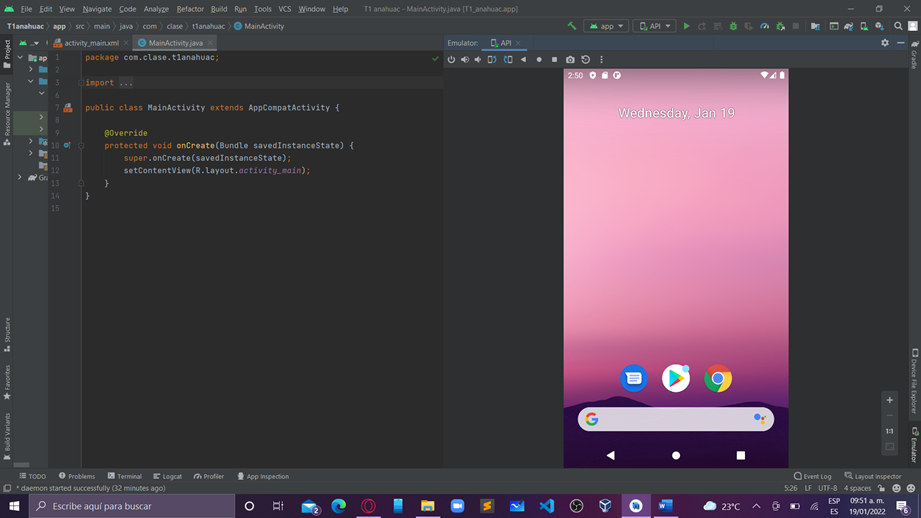 File Edit View Navigate Code Analyze Refactor Build Run Tools VCS Window Help T1 anahuac - MainActivity.java [T1_anahuac.app]
T1anahuac app src main java com clase t1anahuac MainActivity app API
Project
Resource Manager
Structure
Favorites
Build Variants
activity_main.xml MainActivity.java
ap
Gra
1 package com.clase.t1anahuac;
2
3 import ...
6
7 public class MainActivity extends AppCompatActivity {
8
9 @Override
10 protected void onCreate(Bundle savedInstanceState) {
11 super.onCreate(savedInstanceState);
12 setContentView(R.layout.activity_main);
13 }
14 }
15
Emulator: API
2:50
Wednesday, Jan 19
1:1
Gradle
Device File Explorer
Emulator
TODO Problems Terminal Logcat Profiler App Inspection Event Log Layout Inspector
* daemon started successfully (32 minutes ago) 5:26 LF UTF-8 4 spaces
Escribe aquí para buscar 2 23°C ESP 09:51 a. m. 6
ES 19/01/2022